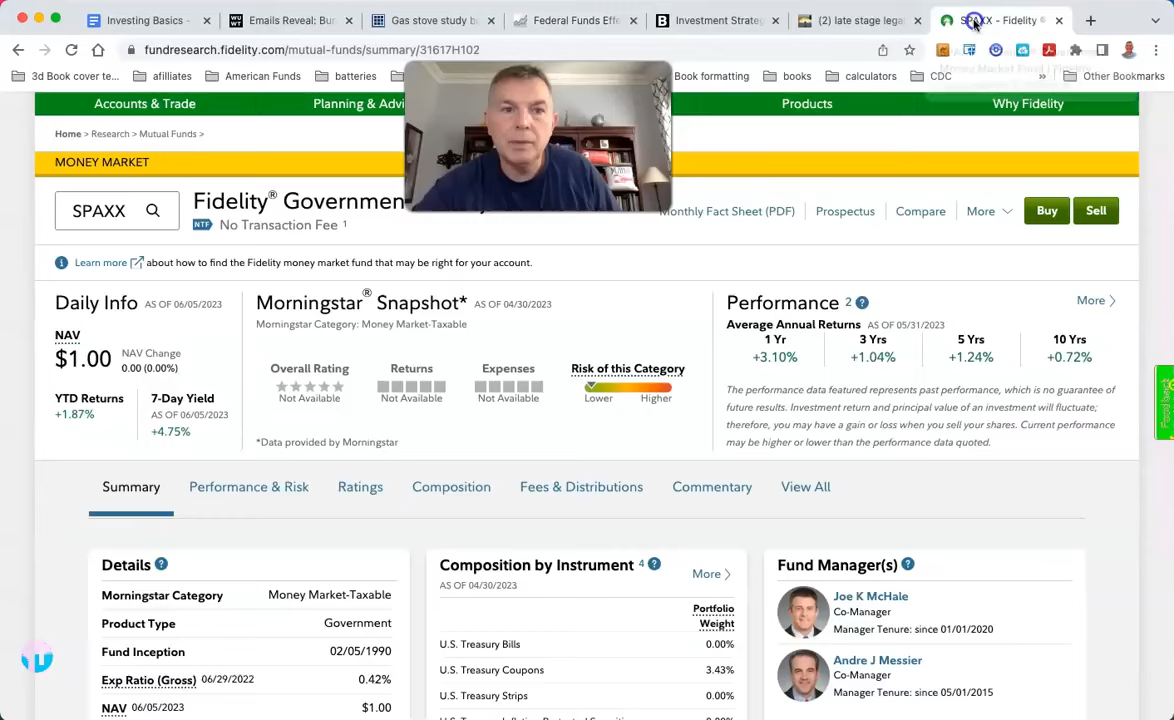 Investing Basics -
Emails Reveal: Bur
Gas stove study b
Federal Funds Effe
Investment Strateg
(2) late stage legal
SPAXX - Fidelity ®
fundresearch.fidelity.com/mutual-funds/summary/31617H102
3d Book cover te...
afilliates
American Funds
batteries
Book formatting
books
calculators
CDC
»
Other Bookmarks
Accounts & Trade
Planning & Advi
Products
Why Fidelity
Home > Research > Mutual Funds >
MONEY MARKET
SPAXX
Fidelity® Governmen
NTF No Transaction Fee 1
Monthly Fact Sheet (PDF)
Prospectus
Compare
More
Buy
Sell
Learn more about how to find the Fidelity money market fund that may be right for your account.
Daily Info AS OF 06/05/2023
NAV
$1.00
NAV Change
0.00 (0.00%)
YTD Returns
+1.87%
7-Day Yield
AS OF 06/05/2023
+4.75%
Morningstar® Snapshot* AS OF 04/30/2023
Morningstar Category: Money Market-Taxable
Overall Rating
Not Available
Returns
Not Available
Expenses
Not Available
Risk of this Category
Lower
Higher
*Data provided by Morningstar
Performance 2 ?
More >
Average Annual Returns AS OF 05/31/2023
1 Yr
+3.10%
3 Yrs
+1.04%
5 Yrs
+1.24%
10 Yrs
+0.72%
The performance data featured represents past performance, which is no guarantee of
future results. Investment return and principal value of an investment will fluctuate;
therefore, you may have a gain or loss when you sell your shares. Current performance
may be higher or lower than the performance data quoted.
Feedback
Summary
Performance & Risk
Ratings
Composition
Fees & Distributions
Commentary
View All
Details ?
Morningstar Category Money Market-Taxable
Product Type Government
Fund Inception 02/05/1990
Exp Ratio (Gross) 06/29/2022 0.42%
NAV 06/05/2023 $1.00
Composition by Instrument 4 ?
AS OF 04/30/2023
More >
Portfolio
Weight
U.S. Treasury Bills 0.00%
U.S. Treasury Coupons 3.43%
U.S. Treasury Strips 0.00%
Fund Manager(s) ?
Joe K McHale
Co-Manager
Manager Tenure: since 01/01/2020
Andre J Messier
Co-Manager
Manager Tenure: since 05/01/2015